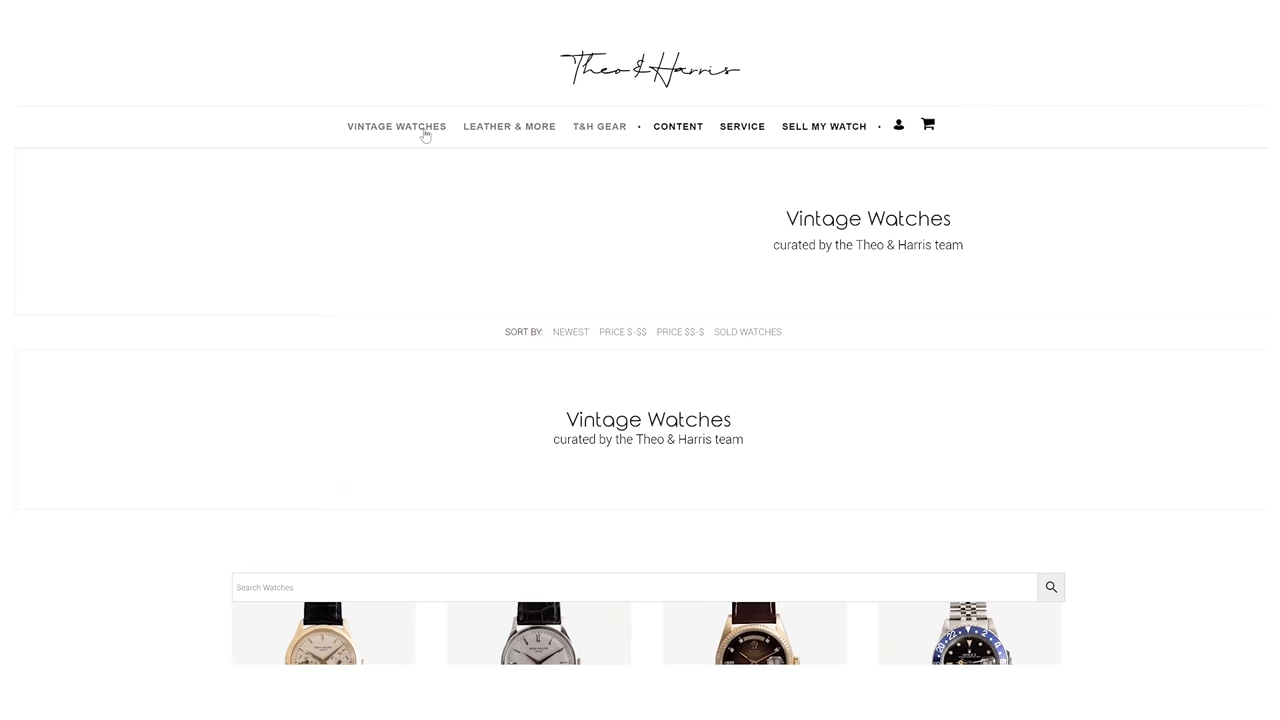 Theo & Harris
VINTAGE WATCHES LEATHER & MORE T&H GEAR • CONTENT SERVICE SELL MY WATCH •
Vintage Watches
curated by the Theo & Harris team
SORT BY: NEWEST PRICE $-$$ PRICE $$-$ SOLD WATCHES
Vintage Watches
curated by the Theo & Harris team
Search Watches